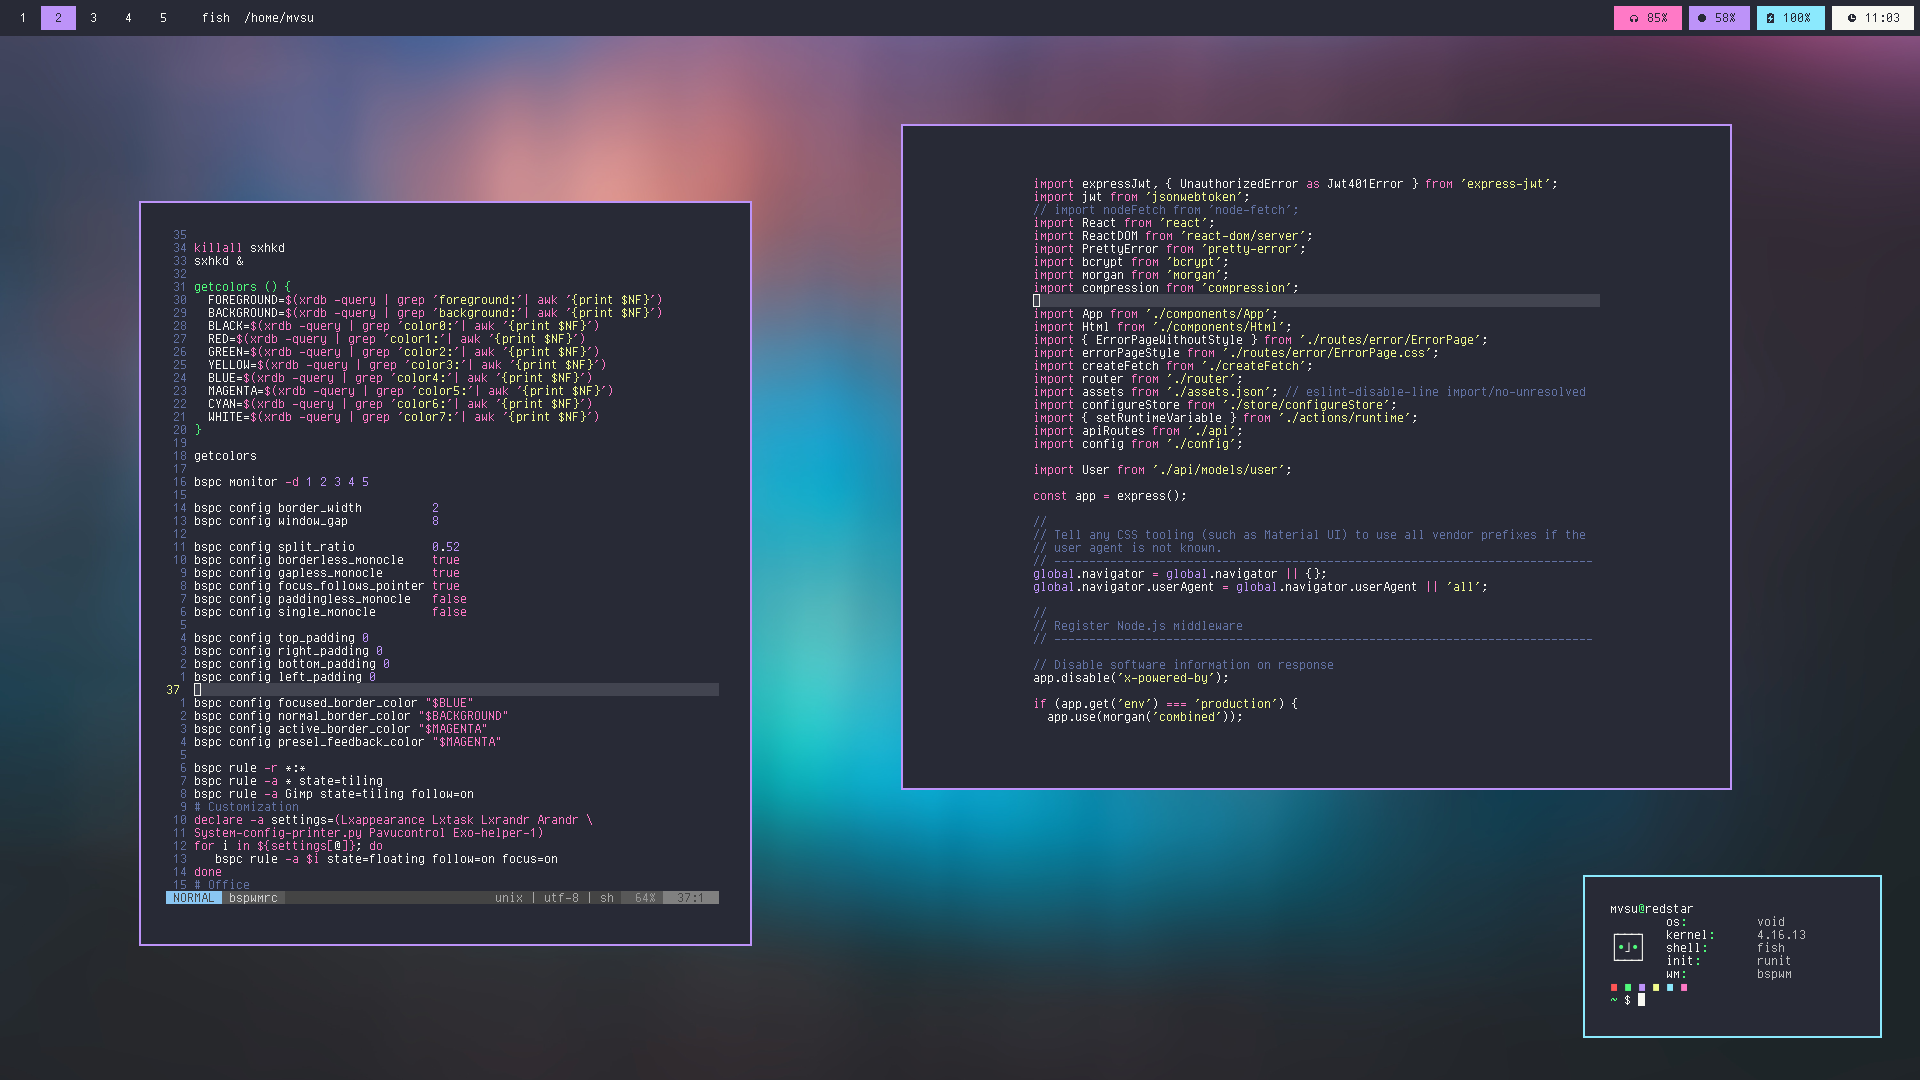 1 2 3 4 5 fish /home/mvsu
85% 58% 100% 11:03
35
34 killall sxhkd
33 sxhkd &
32
31 getcolors () {
30   FOREGROUND=$(xrdb -query | grep 'foreground:'| awk '{print $NF}')
29   BACKGROUND=$(xrdb -query | grep 'background:'| awk '{print $NF}')
28   BLACK=$(xrdb -query | grep 'color0:'| awk '{print $NF}')
27   RED=$(xrdb -query | grep 'color1:'| awk '{print $NF}')
26   GREEN=$(xrdb -query | grep 'color2:'| awk '{print $NF}')
25   YELLOW=$(xrdb -query | grep 'color3:'| awk '{print $NF}')
24   BLUE=$(xrdb -query | grep 'color4:'| awk '{print $NF}')
23   MAGENTA=$(xrdb -query | grep 'color5:'| awk '{print $NF}')
22   CYAN=$(xrdb -query | grep 'color6:'| awk '{print $NF}')
21   WHITE=$(xrdb -query | grep 'color7:'| awk '{print $NF}')
20 }
19
18 getcolors
17
16 bspc monitor -d 1 2 3 4 5
15
14 bspc config border_width          2
13 bspc config window_gap            8
12
11 bspc config split_ratio           0.52
10 bspc config borderless_monocle    true
9 bspc config gapless_monocle       true
8 bspc config focus_follows_pointer true
7 bspc config paddingless_monocle   false
6 bspc config single_monocle        false
5
4 bspc config top_padding 0
3 bspc config right_padding 0
2 bspc config bottom_padding 0
1 bspc config left_padding 0
37
1 bspc config focused_border_color "$BLUE"
2 bspc config normal_border_color "$BACKGROUND"
3 bspc config active_border_color "$MAGENTA"
4 bspc config presel_feedback_color "$MAGENTA"
5
6 bspc rule -r *:*
7 bspc rule -a * state=tiling
8 bspc rule -a Gimp state=tiling follow=on
9 # Customization
10 declare -a settings=(Lxappearance Lxtask Lxrandr Arandr \
11 System-config-printer.py Pavucontrol Exo-helper-1)
12 for i in ${settings[@]}; do
13    bspc rule -a $i state=floating follow=on focus=on
14 done
15 # Office
NORMAL bspwmrc unix | utf-8 | sh 64% 37:1
import expressJwt, { UnauthorizedError as Jwt401Error } from 'express-jwt';
import jwt from 'jsonwebtoken';
// import nodeFetch from 'node-fetch';
import React from 'react';
import ReactDOM from 'react-dom/server';
import PrettyError from 'pretty-error';
import bcrypt from 'bcrypt';
import morgan from 'morgan';
import compression from 'compression';
import App from './components/App';
import Html from './components/Html';
import { ErrorPageWithoutStyle } from './routes/error/ErrorPage';
import errorPageStyle from './routes/error/ErrorPage.css';
import createFetch from './createFetch';
import router from './router';
import assets from './assets.json'; // eslint-disable-line import/no-unresolved
import configureStore from './store/configureStore';
import { setRuntimeVariable } from './actions/runtime';
import apiRoutes from './api';
import config from './config';
import User from './api/models/user';
const app = express();
//
// Tell any CSS tooling (such as Material UI) to use all vendor prefixes if the
// user agent is not known.
// -----------------------------------------------------------------------------
global.navigator = global.navigator || {};
global.navigator.userAgent = global.navigator.userAgent || 'all';
//
// Register Node.js middleware
// -----------------------------------------------------------------------------
// Disable software information on response
app.disable('x-powered-by');
if (app.get('env') === 'production') {
  app.use(morgan('combined'));
mvsu@redstar
os: void
kernel: 4.16.13
shell: fish
init: runit
wm: bspwm
~ $